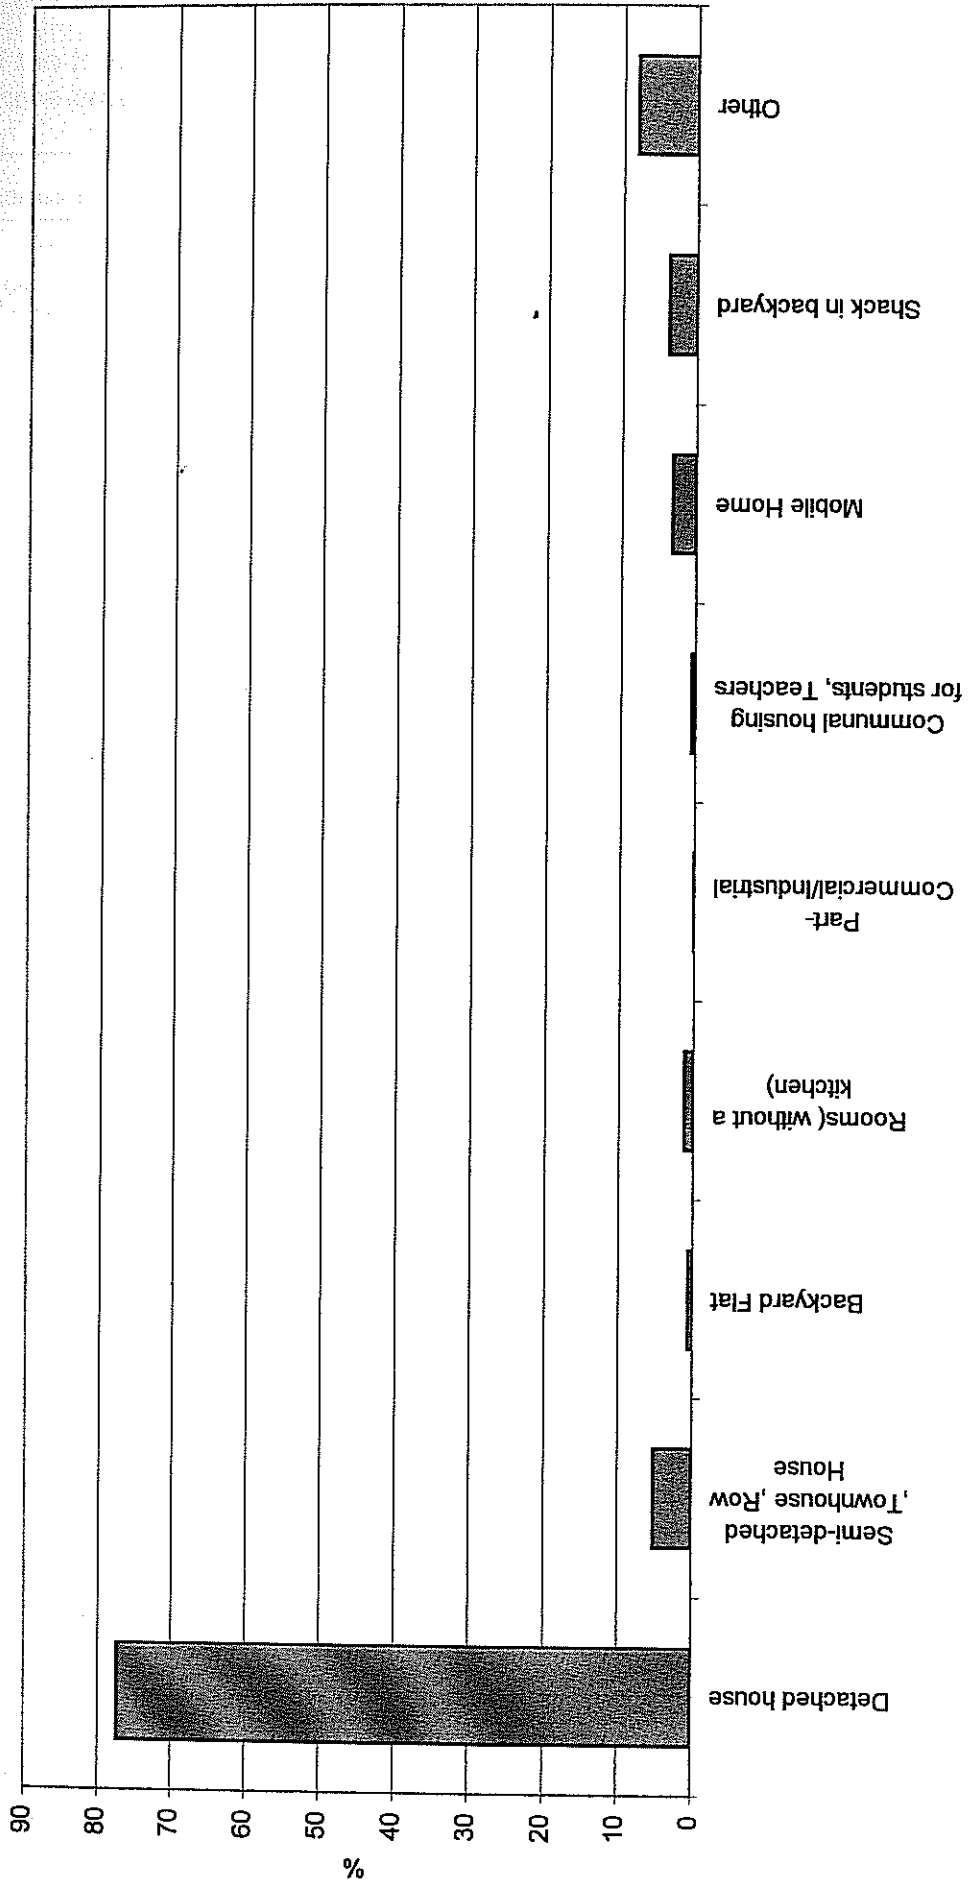 90
80
70
60
50
40
30
20
10
0
%
Detached house
Semi-detached
,Townhouse ,Row
House
Backyard Flat
Rooms( without a
kitchen)
Part-
Commercial/Industrial
Communal housing
for students, Teachers
Mobile Home
Shack in backyard
Other